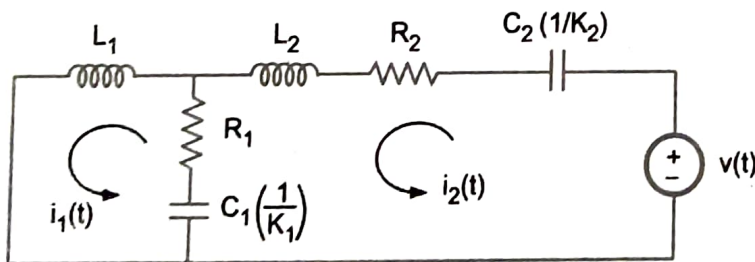 L₁ L₂ R₂ C₂(1/K₂)
R₁
+
−
v(t)
i₁(t) C₁(1/K₁) i₂(t)